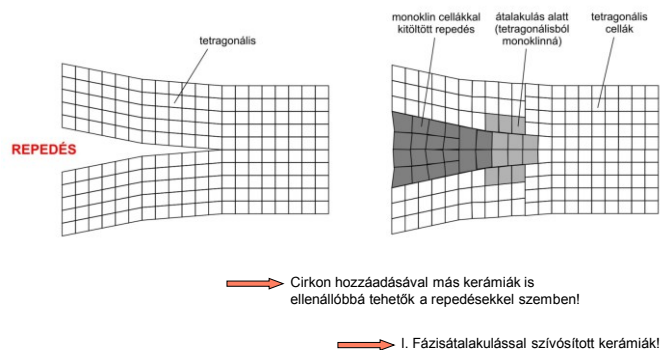 tetragonális
REPEDÉS
monoklin cellákkal
kitöltött repedés
átalakulás alatt
(tetragonálisból
monoklinná)
tetragonális
cellák
Cirkon hozzáadásával más kerámiák is
ellenállóbbá tehetők a repedésekkel szemben!
I. Fázisátalakulással szívósított kerámiák!